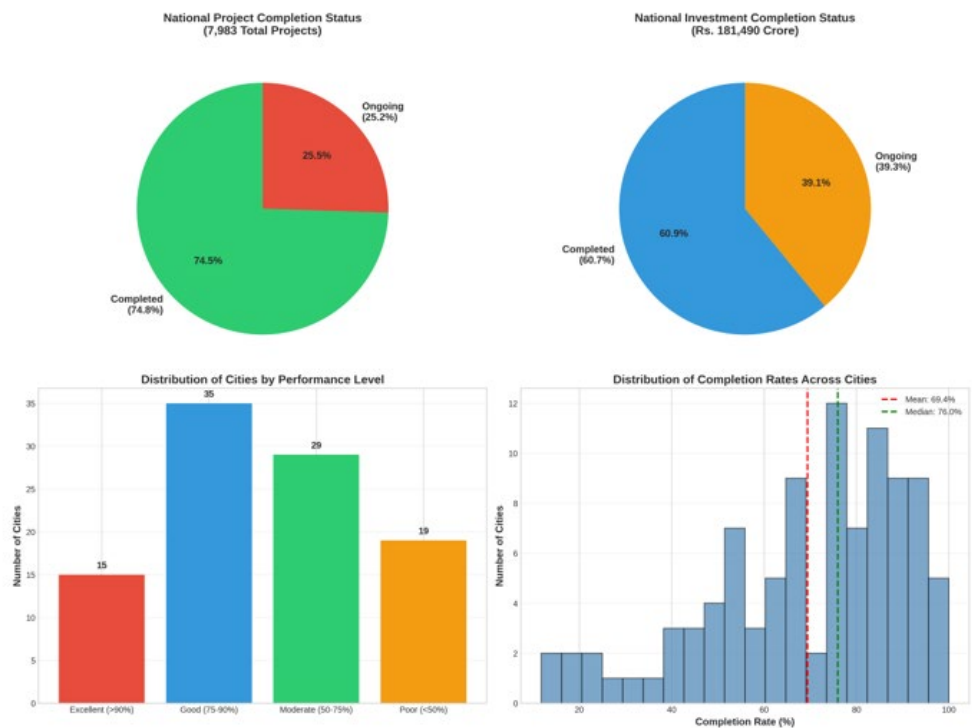 National Project Completion Status
(7,983 Total Projects)
Ongoing
(25.2%)
25.5%
74.5%
Completed
(74.8%)
National Investment Completion Status
(Rs. 181,490 Crore)
Ongoing
(39.3%)
39.1%
60.9%
Completed
(60.7%)
Distribution of Cities by Performance Level
Number of Cities
35
30
25
20
15
10
5
0
15
35
29
19
Excellent (>90%)
Good (75-90%)
Moderate (50-75%)
Poor (<50%)
Distribution of Completion Rates Across Cities
Mean: 69.4%
Median: 76.0%
Number of Cities
12
10
8
6
4
2
0
20
40
60
80
100
Completion Rate (%)